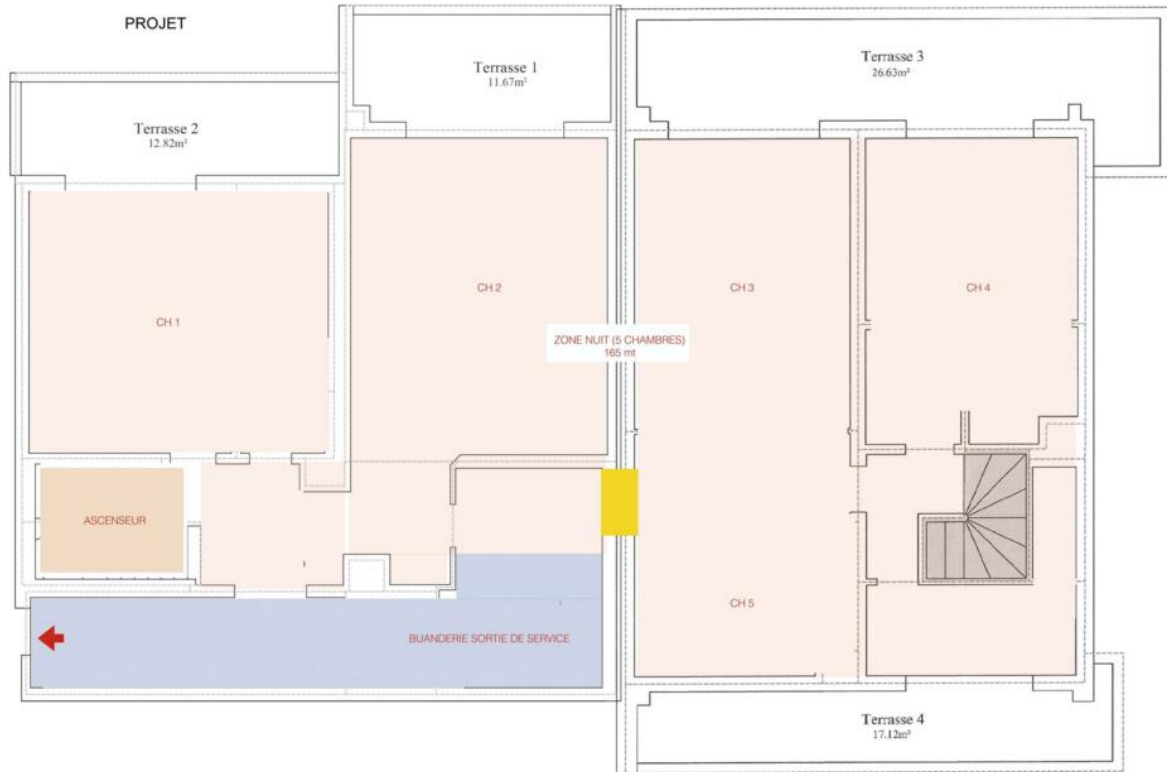 PROJET
Terrasse 1
11.67m²
Terrasse 3
26.63m²
Terrasse 2
12.82m²
CH 1
CH 2
CH 3
CH 4
ZONE NUIT (5 CHAMBRES)
165 mt
ASCENSEUR
CH 5
BUANDERIE SORTIE DE SERVICE
Terrasse 4
17.12m²